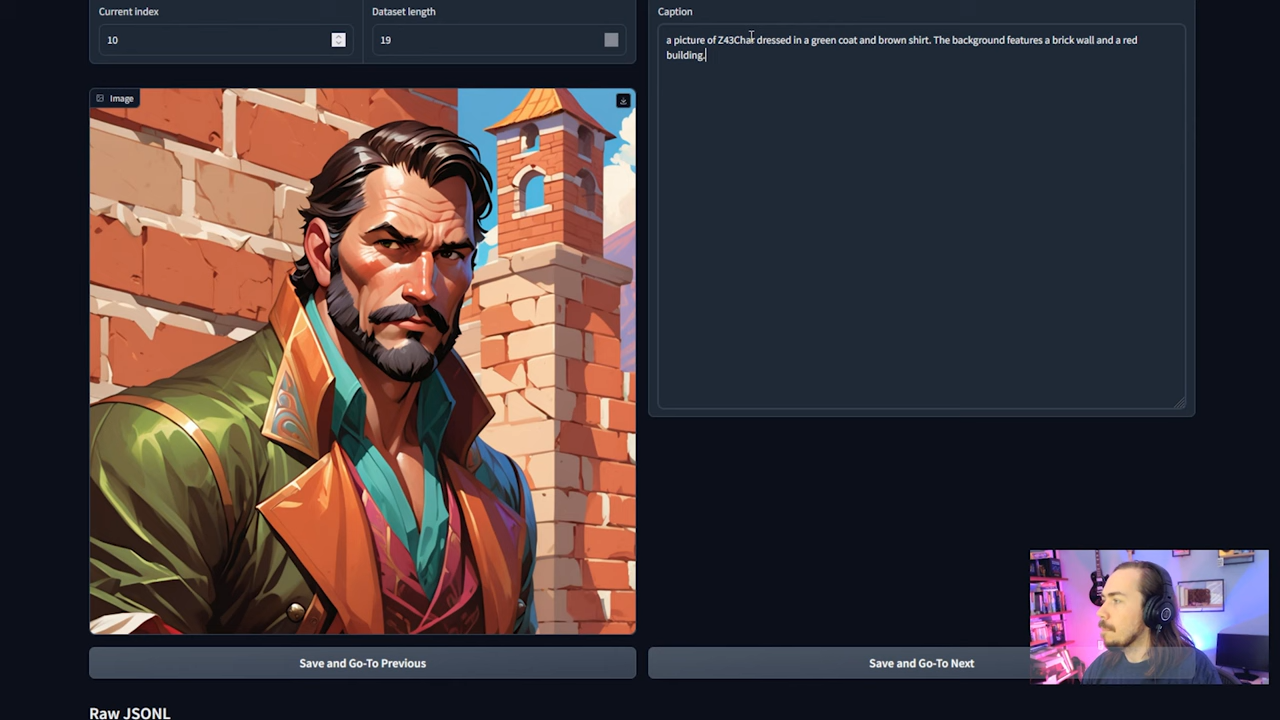 Current index
Dataset length
Caption
10
19
a picture of Z43Char dressed in a green coat and brown shirt. The background features a brick wall and a red
building.
Image
Save and Go-To Previous
Save and Go-To Next
Raw JSONL